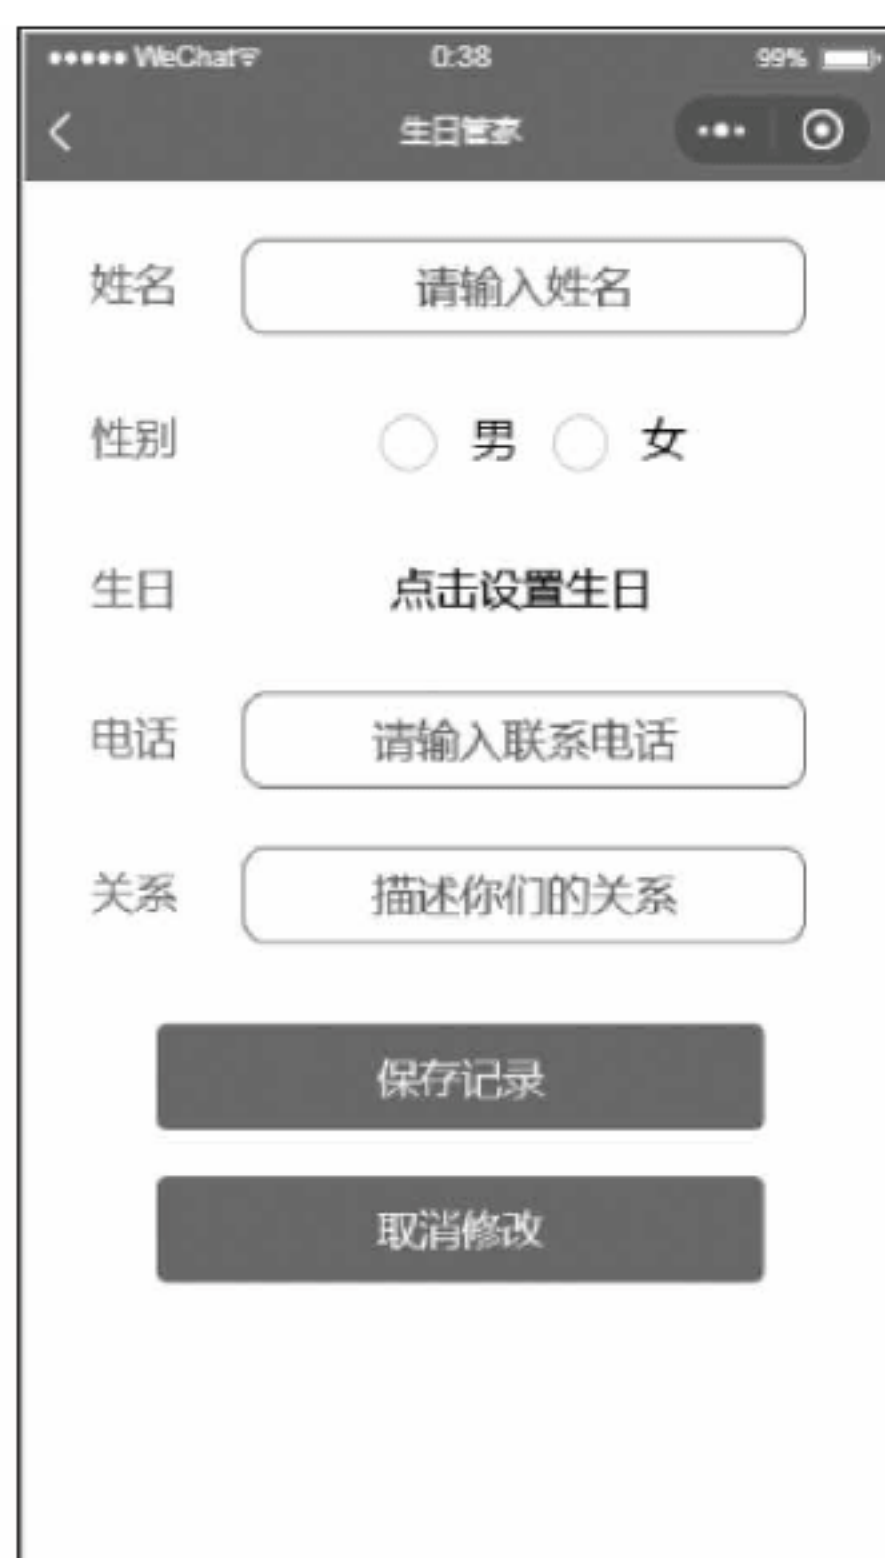 WeChat 0:38 99%
生日管家
姓名 请输入姓名
性别 男 女
生日 点击设置生日
电话 请输入联系电话
关系 描述你们的关系
保存记录
取消修改